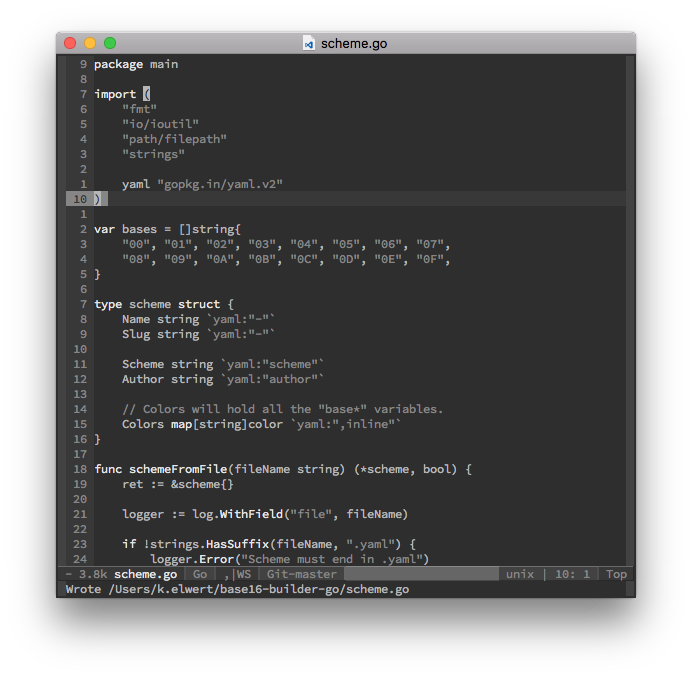 scheme.go
9 package main
8
7 import (
6     "fmt"
5     "io/ioutil"
4     "path/filepath"
3     "strings"
2
1     yaml "gopkg.in/yaml.v2"
10 )
1
2 var bases = []string{
3     "00", "01", "02", "03", "04", "05", "06", "07",
4     "08", "09", "0A", "0B", "0C", "0D", "0E", "0F",
5 }
6
7 type scheme struct {
8     Name string `yaml:"-"`
9     Slug string `yaml:"-"`
10
11     Scheme string `yaml:"scheme"`
12     Author string `yaml:"author"`
13
14     // Colors will hold all the "base*" variables.
15     Colors map[string]color `yaml:",inline"`
16 }
17
18 func schemeFromFile(fileName string) (*scheme, bool) {
19     ret := &scheme{}
20
21     logger := log.WithField("file", fileName)
22
23     if !strings.HasSuffix(fileName, ".yaml") {
24         logger.Error("Scheme must end in .yaml")
- 3.8k scheme.go Go ,|WS Git-master unix | 10: 1 Top
Wrote /Users/k.elwert/base16-builder-go/scheme.go